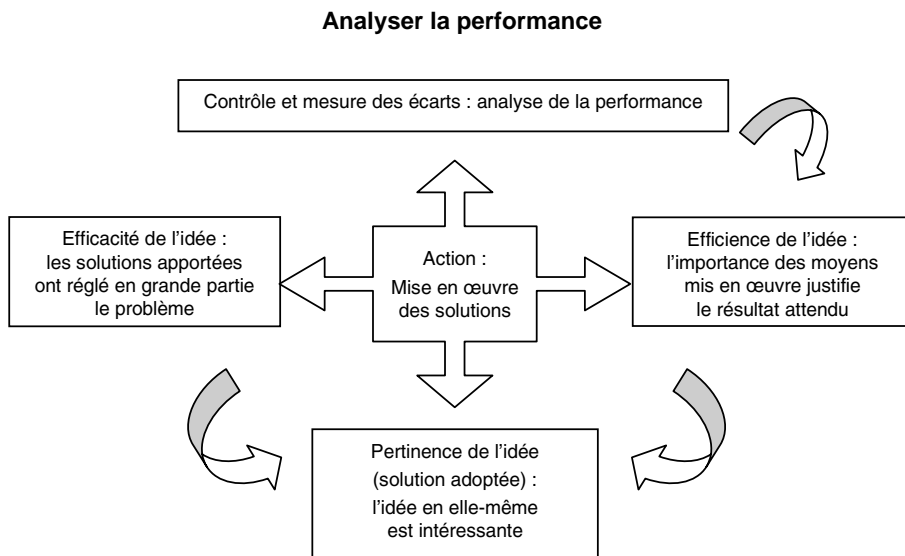 Analyser la performance
Contrôle et mesure des écarts : analyse de la performance
Efficacité de l’idée :
les solutions apportées
ont réglé en grande partie
le problème
Action :
Mise en œuvre
des solutions
Efficience de l’idée :
l’importance des moyens
mis en œuvre justifie
le résultat attendu
Pertinence de l’idée
(solution adoptée) :
l’idée en elle-même
est intéressante